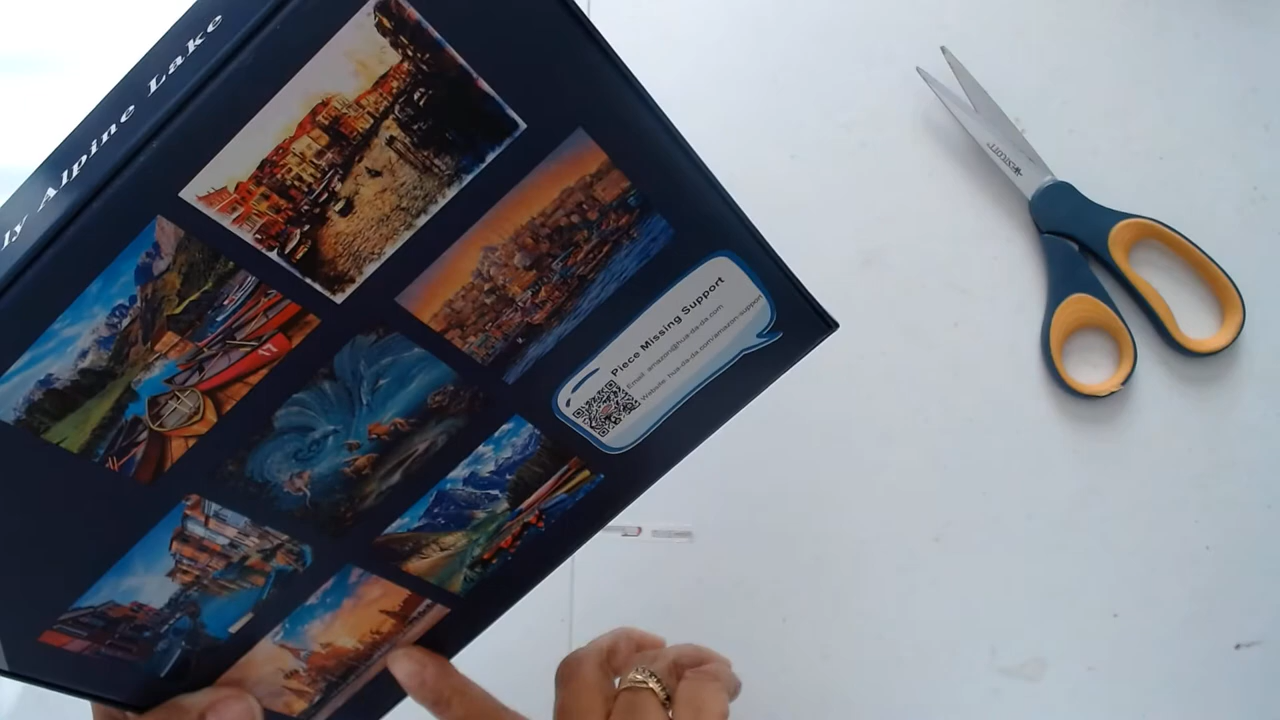 ly Alpine Lake
Piece Missing Support
Email: amazon@hua-da-da.com
Website: hua-da-da.com/amazon-support
WESTCOTT